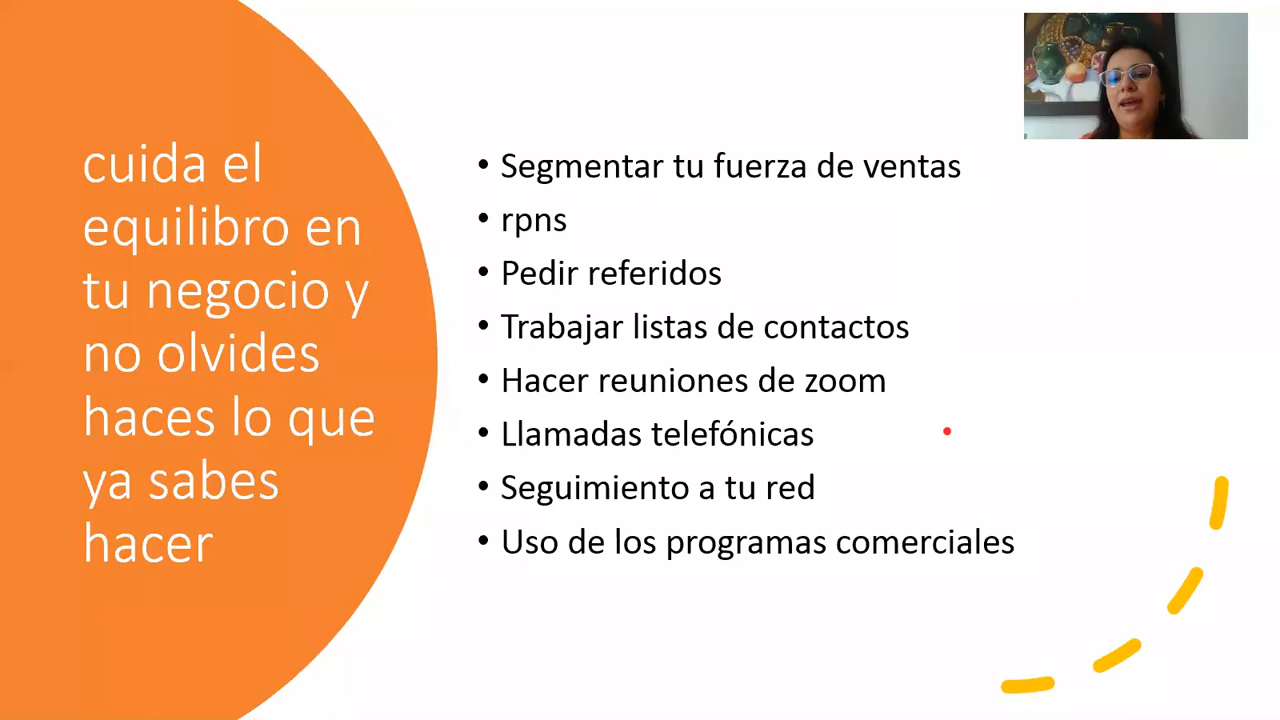 cuida el
equilibro en
tu negocio y
no olvides
haces lo que
ya sabes
hacer
• Segmentar tu fuerza de ventas
• rpns
• Pedir referidos
• Trabajar listas de contactos
• Hacer reuniones de zoom
• Llamadas telefónicas
• Seguimiento a tu red
• Uso de los programas comerciales